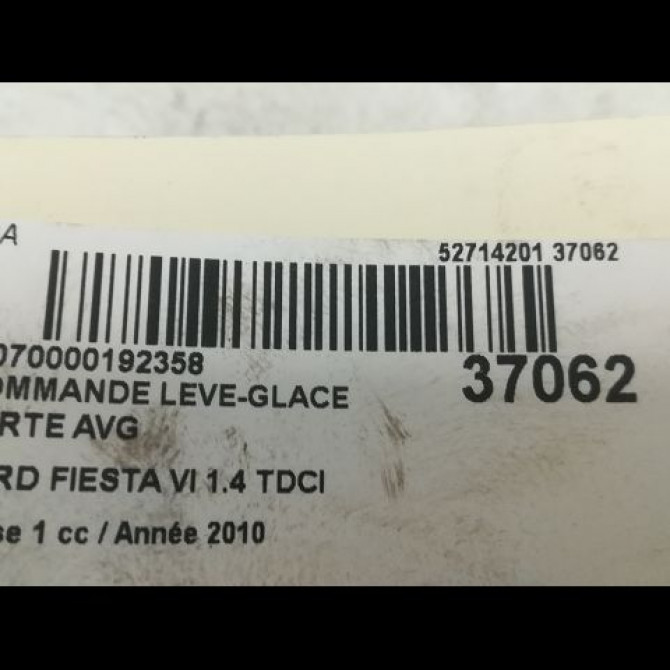 A
52714201 37062
070000192358
37062
OMMANDE LEVE-GLACE
RTE AVG
RD FIESTA VI 1.4 TDCI
se 1 cc / Année 2010